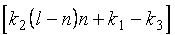 [k₂(l − n)n + k₁ − k₃]